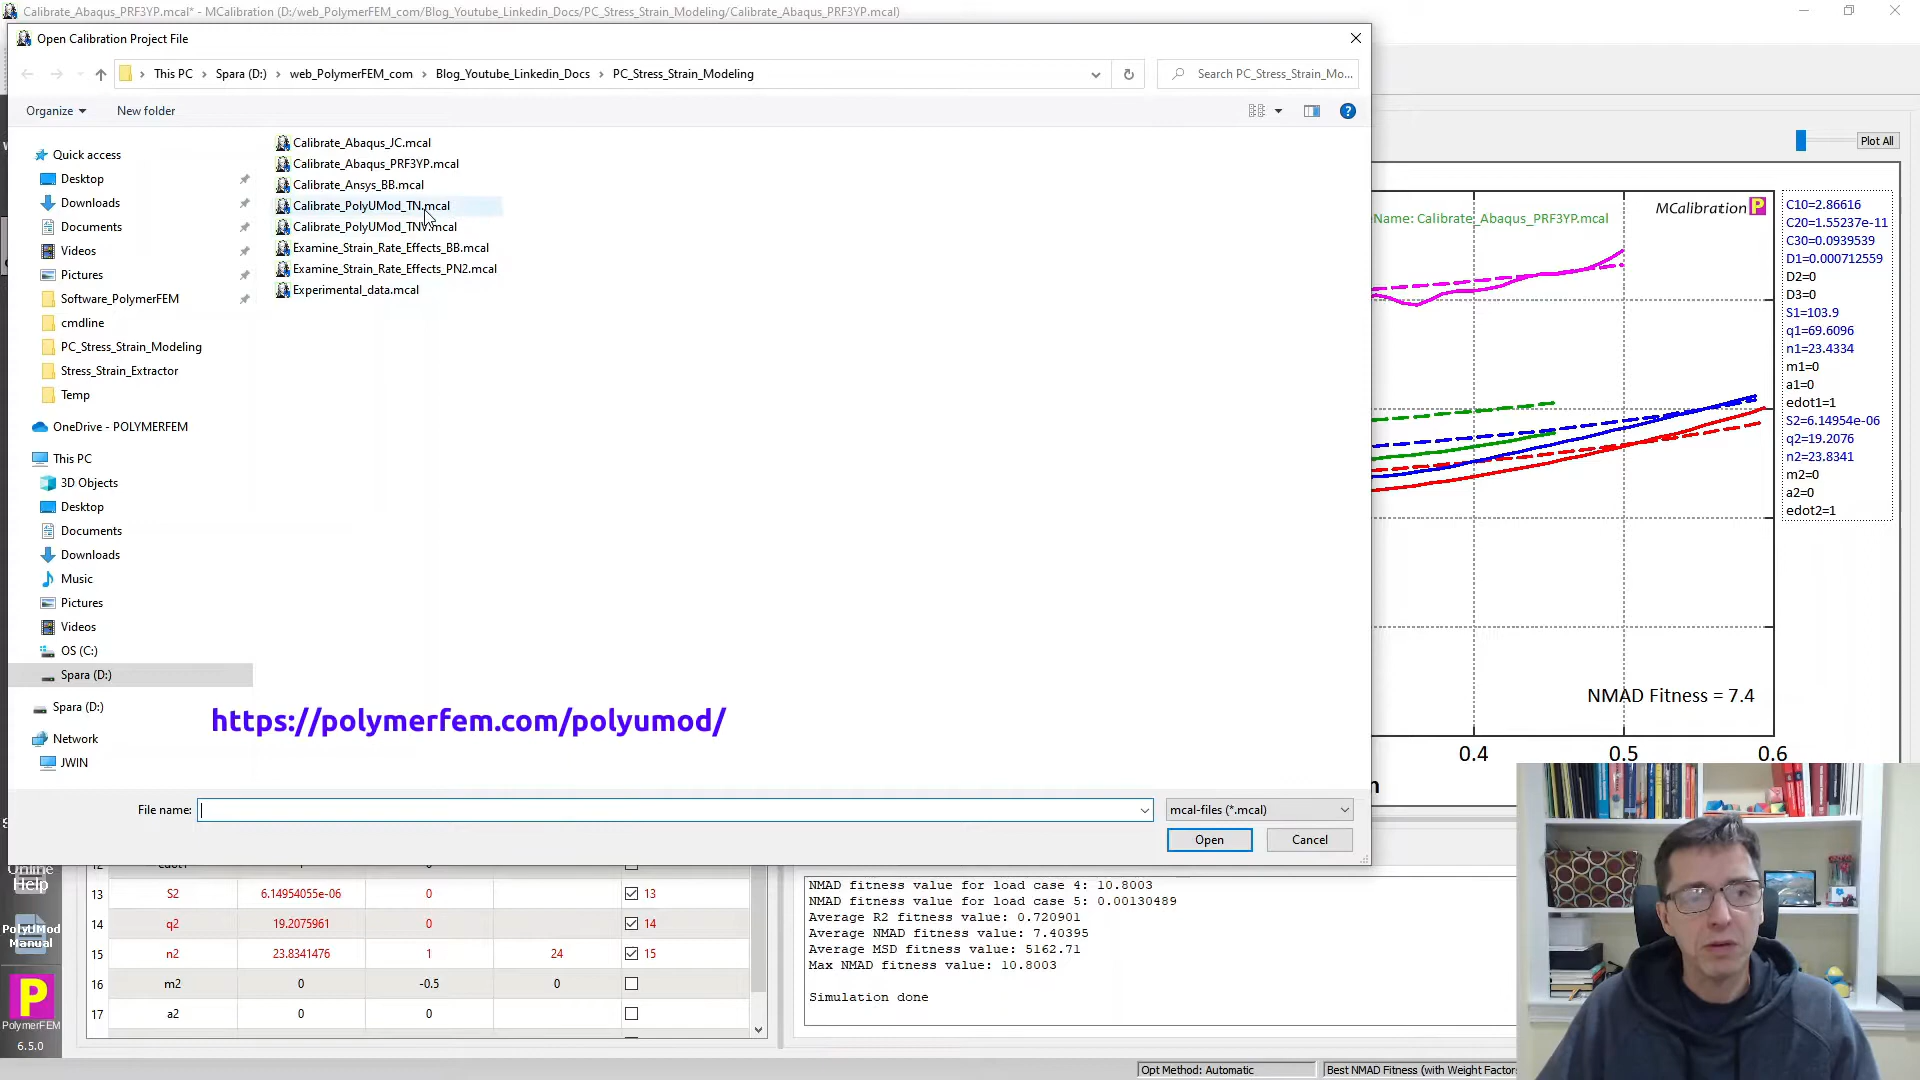 Calibrate_Abaqus_PRF3YP.mcal* - MCalibration (D:/web_PolymerFEM_com/Blog_Youtube_Linkedin_Docs/PC_Stress_Strain_Modeling/Calibrate_Abaqus_PRF3YP.mcal)
Open Calibration Project File
This PC > Spara (D:) > web_PolymerFEM_com > Blog_Youtube_Linkedin_Docs > PC_Stress_Strain_Modeling
Search PC_Stress_Strain_Mo...
Organize
New folder
Quick access
Desktop
Downloads
Documents
Videos
Pictures
Software_PolymerFEM
cmdline
PC_Stress_Strain_Modeling
Stress_Strain_Extractor
Temp
OneDrive - POLYMERFEM
This PC
3D Objects
Desktop
Documents
Downloads
Music
Pictures
Videos
OS (C:)
Spara (D:)
Spara (D:)
Network
JWIN
Calibrate_Abaqus_JC.mcal
Calibrate_Abaqus_PRF3YP.mcal
Calibrate_Ansys_BB.mcal
Calibrate_PolyUMod_TN.mcal
Calibrate_PolyUMod_TNV.mcal
Examine_Strain_Rate_Effects_BB.mcal
Examine_Strain_Rate_Effects_PN2.mcal
Experimental_data.mcal
https://polymerfem.com/polyumod/
File name:
mcal-files (*.mcal)
Open
Cancel
Plot All
Name: Calibrate_Abaqus_PRF3YP.mcal
MCalibration P
C10=2.86616
C20=1.55237e-11
C30=0.0939539
D1=0.000712559
D2=0
D3=0
S1=103.9
q1=69.6096
n1=23.4334
m1=0
a1=0
edot1=1
S2=6.14954e-06
q2=19.2076
n2=23.8341
m2=0
a2=0
edot2=1
NMAD Fitness = 7.4
0.4 0.5 0.6
Online
Help
PolyUMod
Manual
P
PolymerFEM
6.5.0
13 S2 6.14954055e-06 0 13
14 q2 19.2075961 0 14
15 n2 23.8341476 1 24 15
16 m2 0 -0.5 0
17 a2 0 0
NMAD fitness value for load case 4: 10.8003
NMAD fitness value for load case 5: 0.00130489
Average R2 fitness value: 0.720901
Average NMAD fitness value: 7.40395
Average MSD fitness value: 5162.71
Max NMAD fitness value: 10.8003
Simulation done
Opt Method: Automatic
Best NMAD Fitness (with Weight Factors